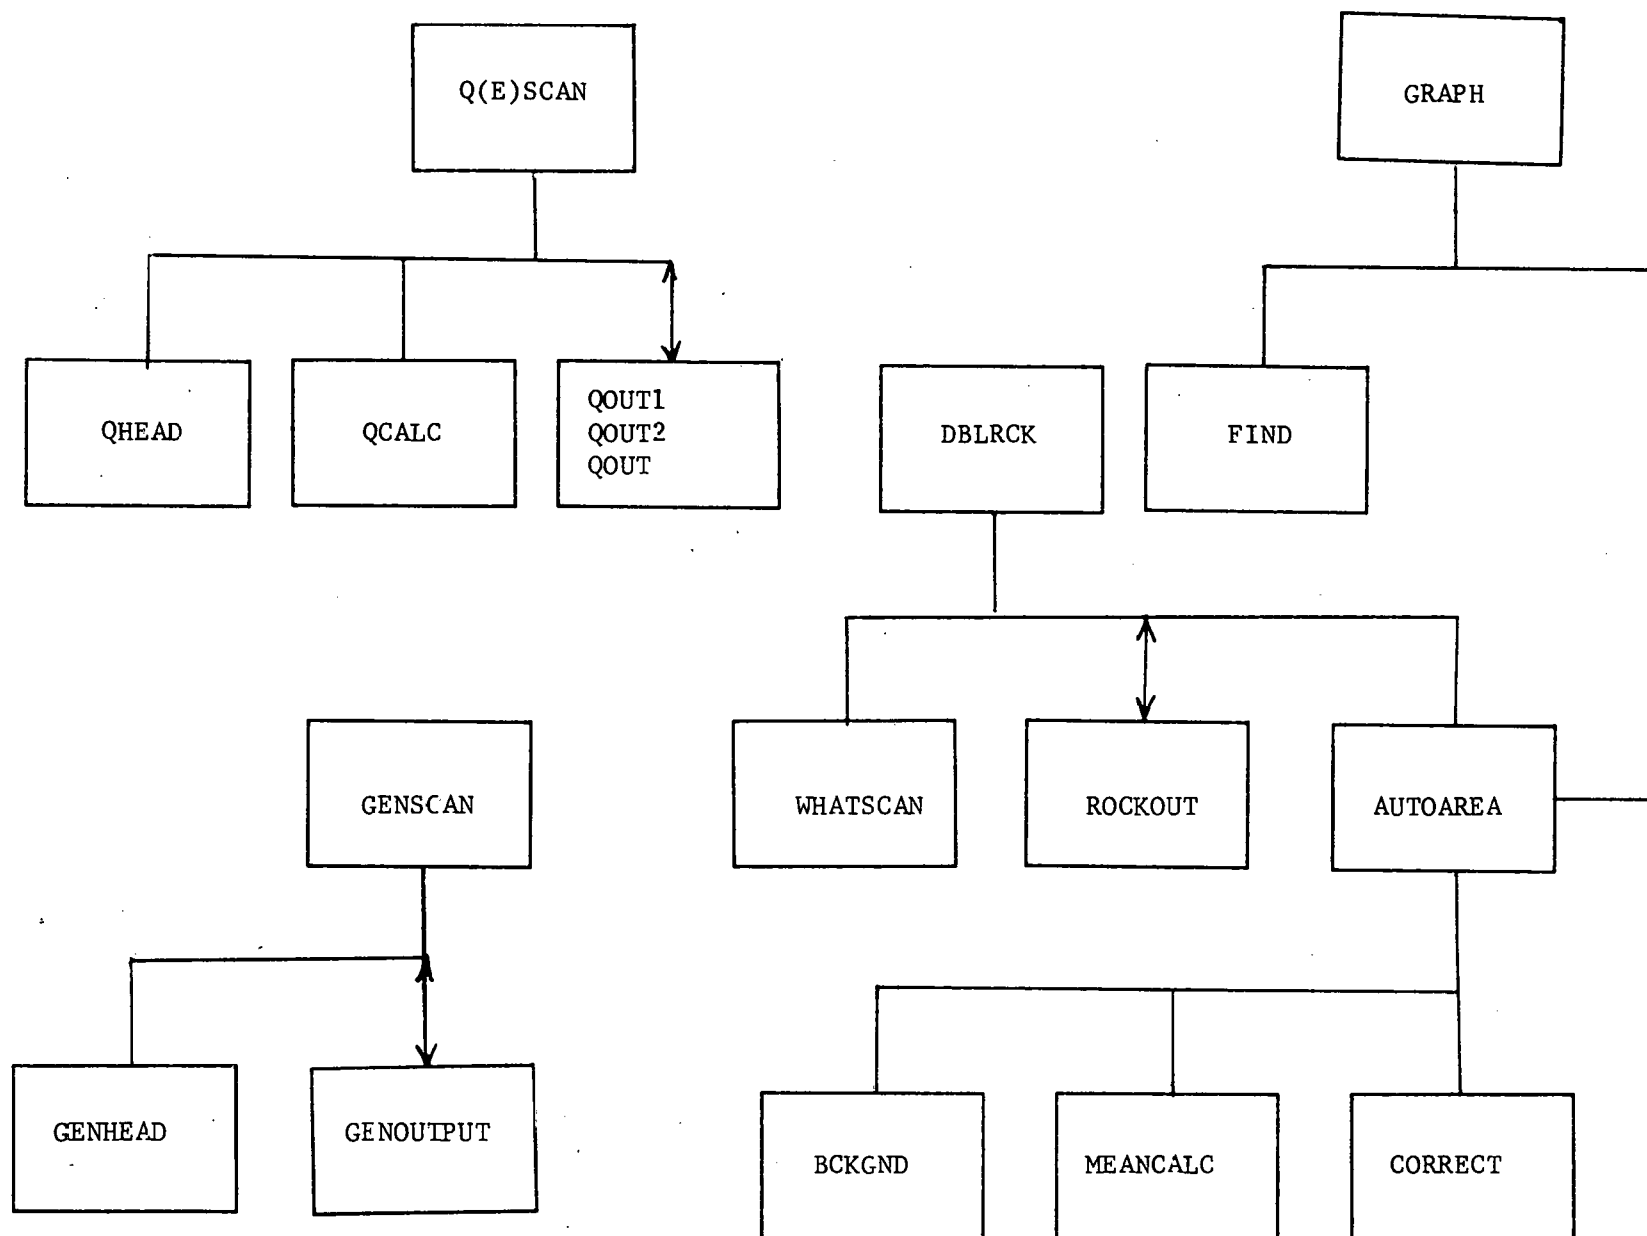 Q(E)SCAN
GRAPH
QHEAD
QCALC
QOUT1
QOUT2
QOUT
DBLRCK
FIND
GENSCAN
WHATSCAN
ROCKOUT
AUTOAREA
GENHEAD
GENOUTPUT
BCKGND
MEANCALC
CORRECT